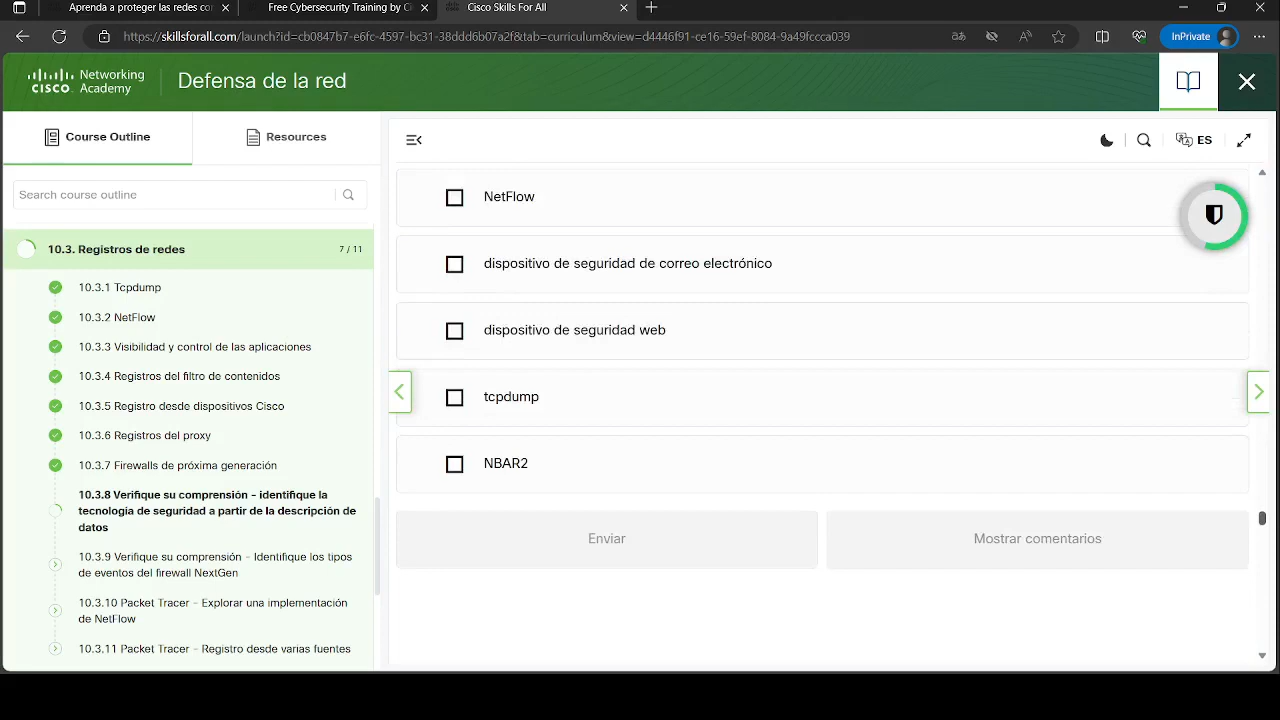 Aprenda a proteger las redes cor
Free Cybersecurity Training by Ci
Cisco Skills For All
https://skillsforall.com/launch?id=cb0847b7-e6fc-4597-bc31-38ddd6b07a2f&tab=curriculum&view=d4446f91-ce16-59ef-8084-9a49fccca039
InPrivate
Networking
CISCO Academy
Defensa de la red
Course Outline
Resources
ES
Search course outline
10.3. Registros de redes
7 / 11
10.3.1 Tcpdump
10.3.2 NetFlow
10.3.3 Visibilidad y control de las aplicaciones
10.3.4 Registros del filtro de contenidos
10.3.5 Registro desde dispositivos Cisco
10.3.6 Registros del proxy
10.3.7 Firewalls de próxima generación
10.3.8 Verifique su comprensión - identifique la
tecnología de seguridad a partir de la descripción de
datos
10.3.9 Verifique su comprensión - Identifique los tipos
de eventos del firewall NextGen
10.3.10 Packet Tracer - Explorar una implementación
de NetFlow
10.3.11 Packet Tracer - Registro desde varias fuentes
NetFlow
dispositivo de seguridad de correo electrónico
dispositivo de seguridad web
tcpdump
NBAR2
Enviar
Mostrar comentarios